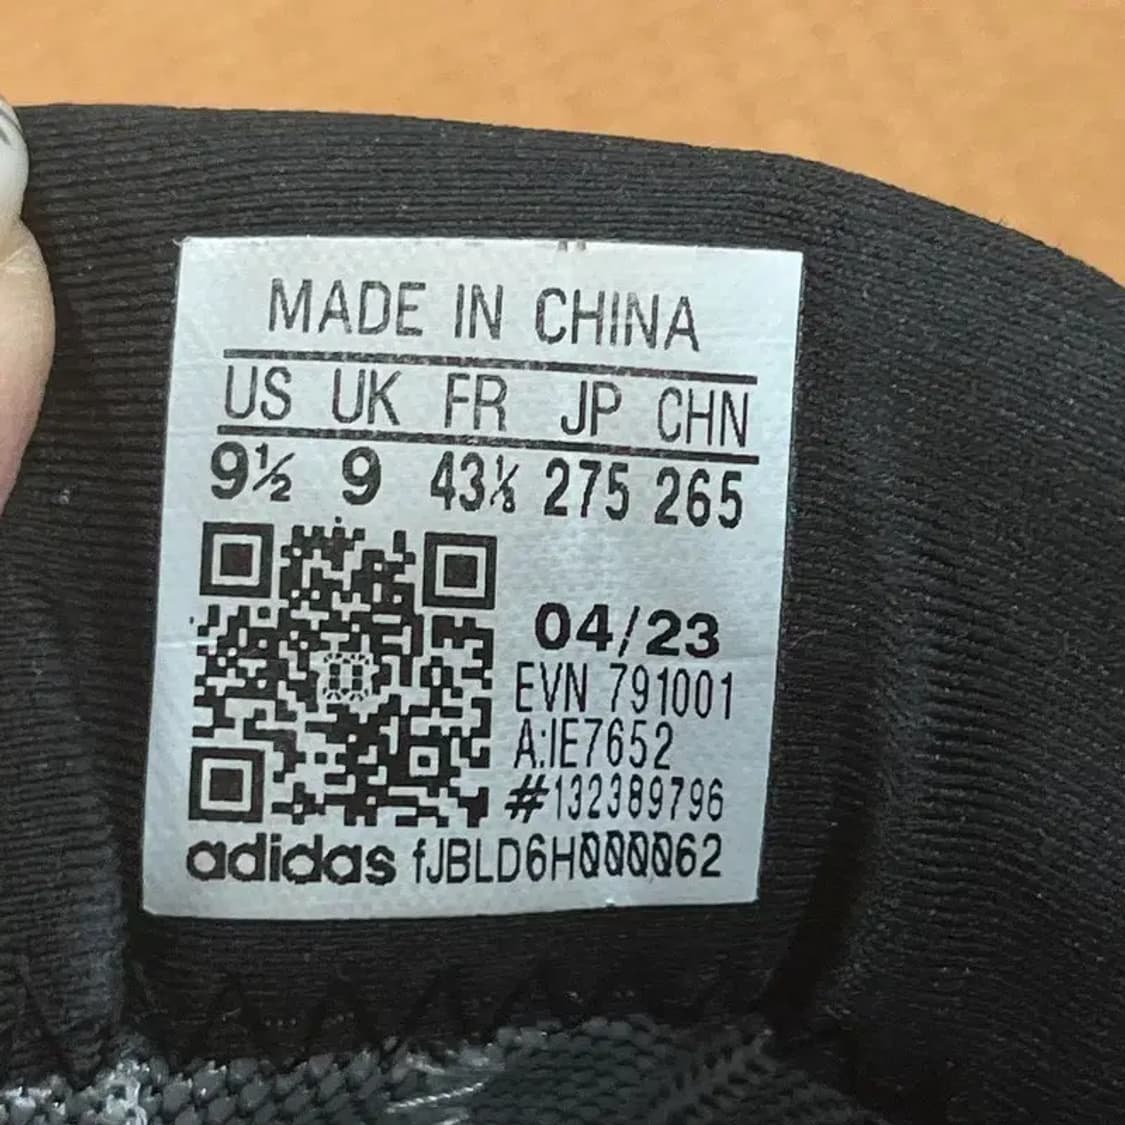 MADE IN CHINA
US UK FR JP CHN
9½ 9 43⅓ 275 265
04/23
EVN 791001
A:IE7652
#132389796
adidas fJBLD6H000062